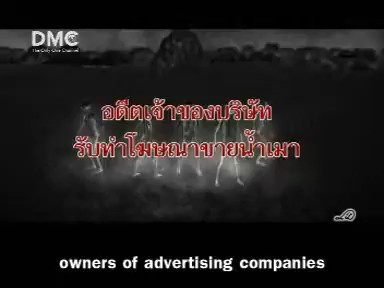 DMC
The Only One Channel
อดีตเจ้าของบริษัท
รับทำโฆษณาขายน้ำเมา
owners of advertising companies